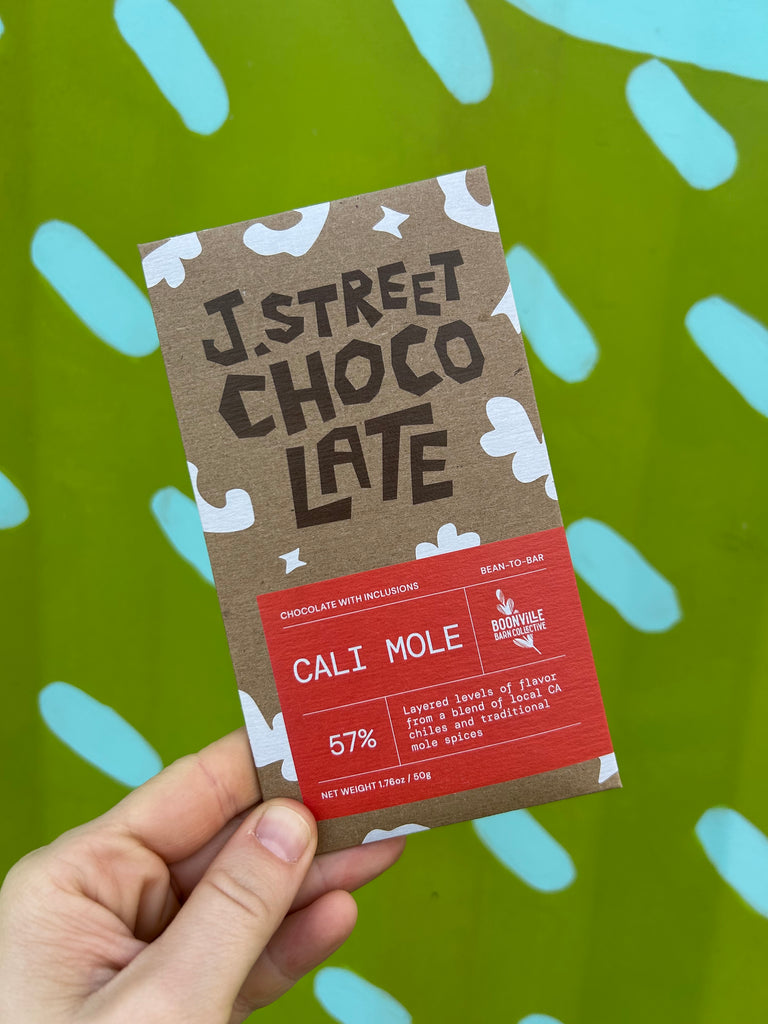 J. STREET
CHOCO
LATE
CHOCOLATE WITH INCLUSIONS
BEAN-TO-BAR
CALI MOLE
BOONVILLE
BARN COLLECTIVE
57%
Layered levels of flavor
from a blend of local CA
chiles and traditional
mole spices
NET WEIGHT 1.76oz / 50g